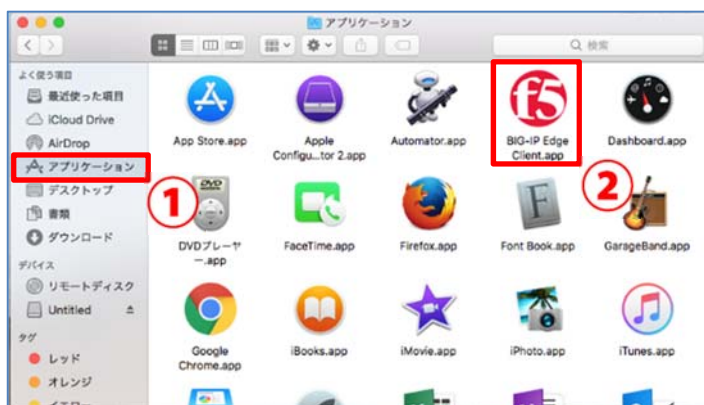 アプリケーション
検索
よく使う項目
最近使った項目
iCloud Drive
AirDrop
アプリケーション
デスクトップ
書類
ダウンロード
デバイス
リモートディスク
Untitled
タグ
レッド
オレンジ
イエロー
①
②
App Store.app
Apple
Configu...tor 2.app
Automator.app
f5
BIG-IP Edge
Client.app
Dashboard.app
DVD
DVDプレーヤ
ー.app
FaceTime.app
Firefox.app
F
Font Book.app
GarageBand.app
Google
Chrome.app
iBooks.app
iMovie.app
iPhoto.app
iTunes.app